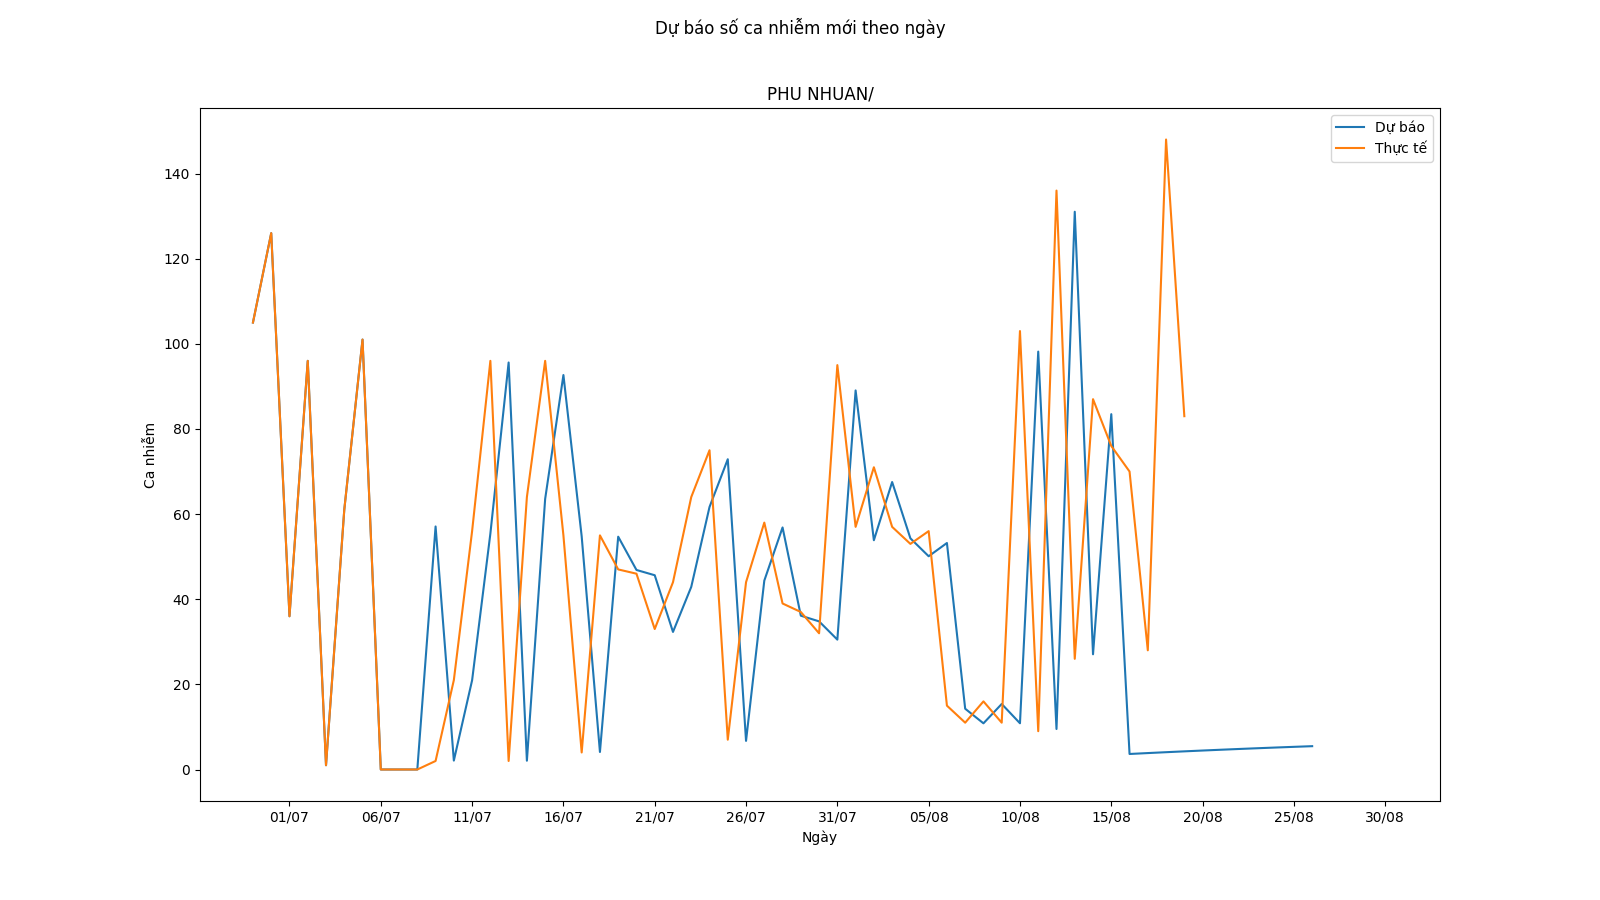 Dự báo số ca nhiễm mới theo ngày
PHU NHUAN/
Dự báo
Thực tế
140
120
100
80
60
40
20
0
Ca nhiễm
01/07 06/07 11/07 16/07 21/07 26/07 31/07 05/08 10/08 15/08 20/08 25/08 30/08
Ngày